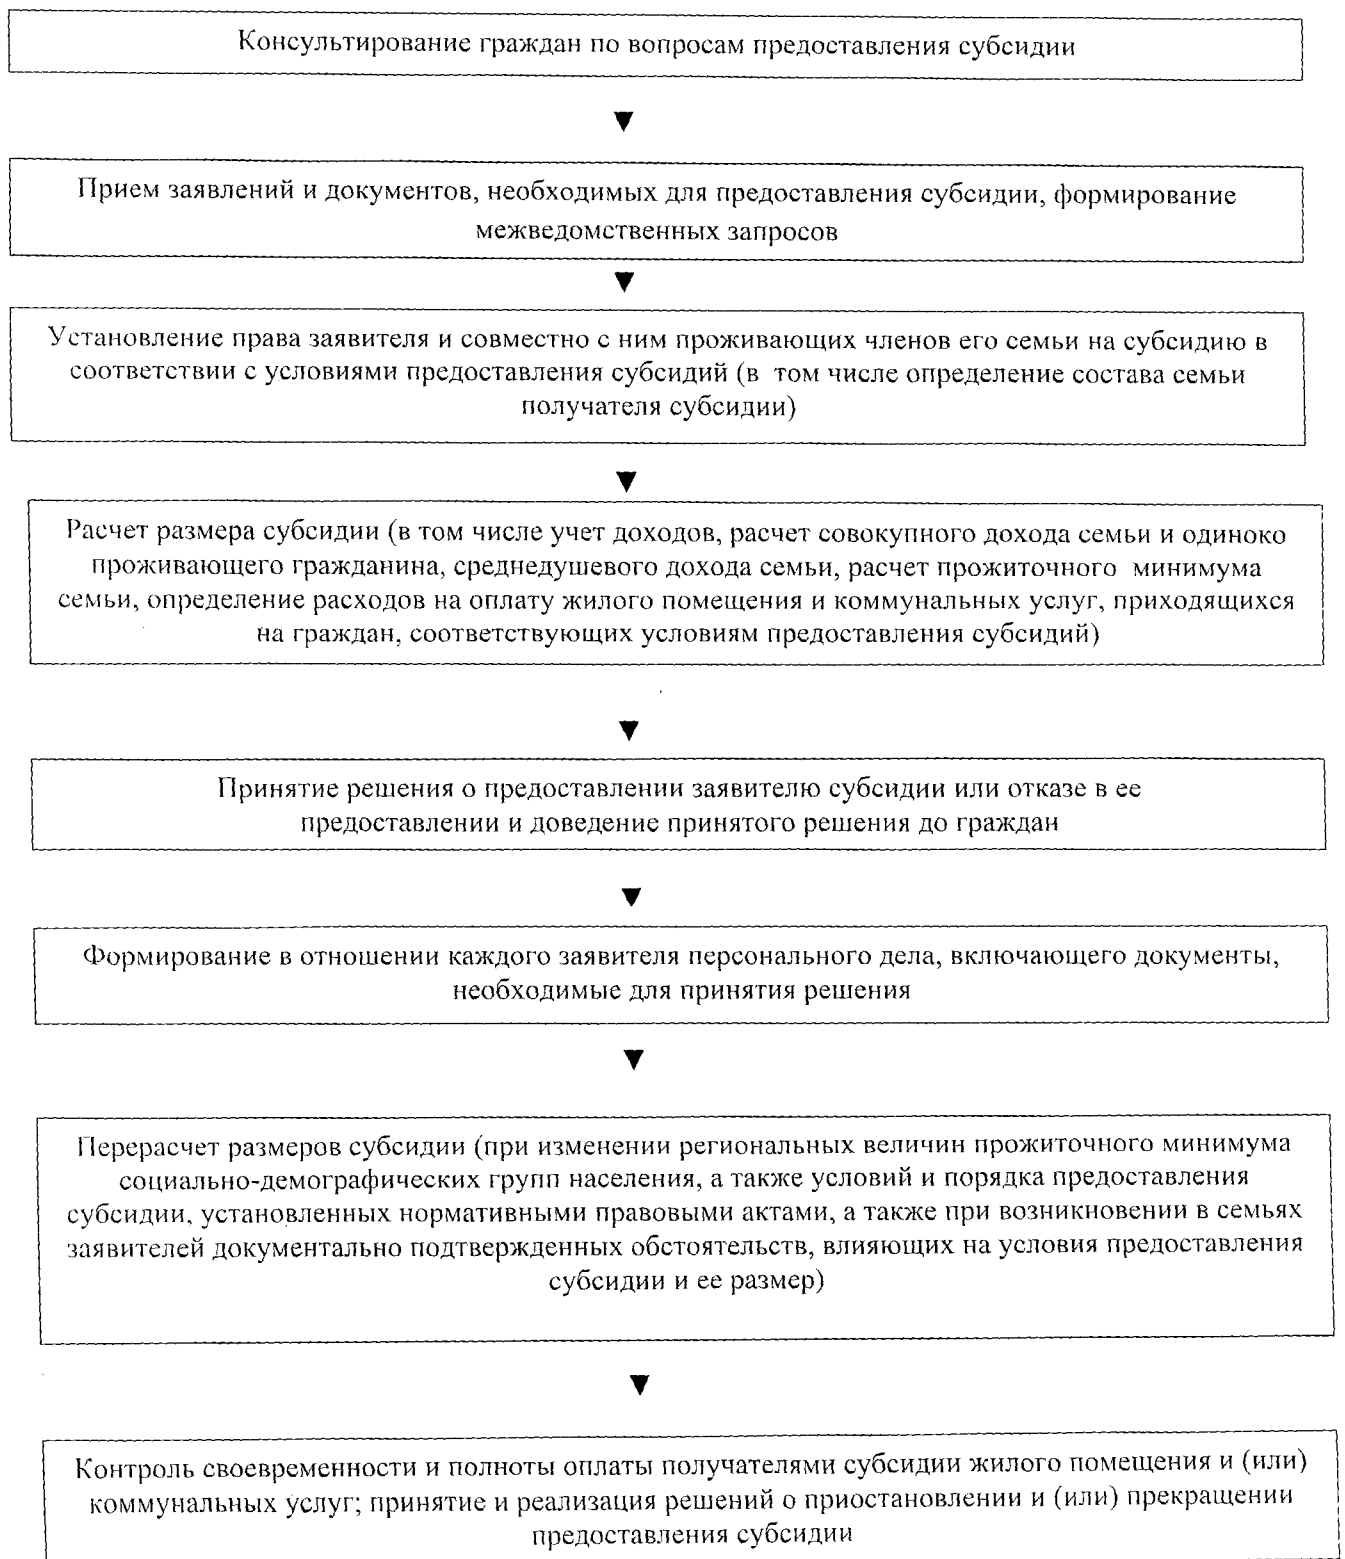 Консультирование граждан по вопросам предоставления субсидии
Прием заявлений и документов, необходимых для предоставления субсидии, формирование
межведомственных запросов
Установление права заявителя и совместно с ним проживающих членов его семьи на субсидию в
соответствии с условиями предоставления субсидий (в том числе определение состава семьи
получателя субсидии)
Расчет размера субсидии (в том числе учет доходов, расчет совокупного дохода семьи и одиноко
проживающего гражданина, среднедушевого дохода семьи, расчет прожиточного минимума
семьи, определение расходов на оплату жилого помещения и коммунальных услуг, приходящихся
на граждан, соответствующих условиям предоставления субсидий)
Принятие решения о предоставлении заявителю субсидии или отказе в ее
предоставлении и доведение принятого решения до граждан
Формирование в отношении каждого заявителя персонального дела, включающего документы,
необходимые для принятия решения
Перерасчет размеров субсидии (при изменении региональных величин прожиточного минимума
социально-демографических групп населения, а также условий и порядка предоставления
субсидии, установленных нормативными правовыми актами, а также при возникновении в семьях
заявителей документально подтвержденных обстоятельств, влияющих на условия предоставления
субсидии и ее размер)
Контроль своевременности и полноты оплаты получателями субсидии жилого помещения и (или)
коммунальных услуг; принятие и реализация решений о приостановлении и (или) прекращении
предоставления субсидии